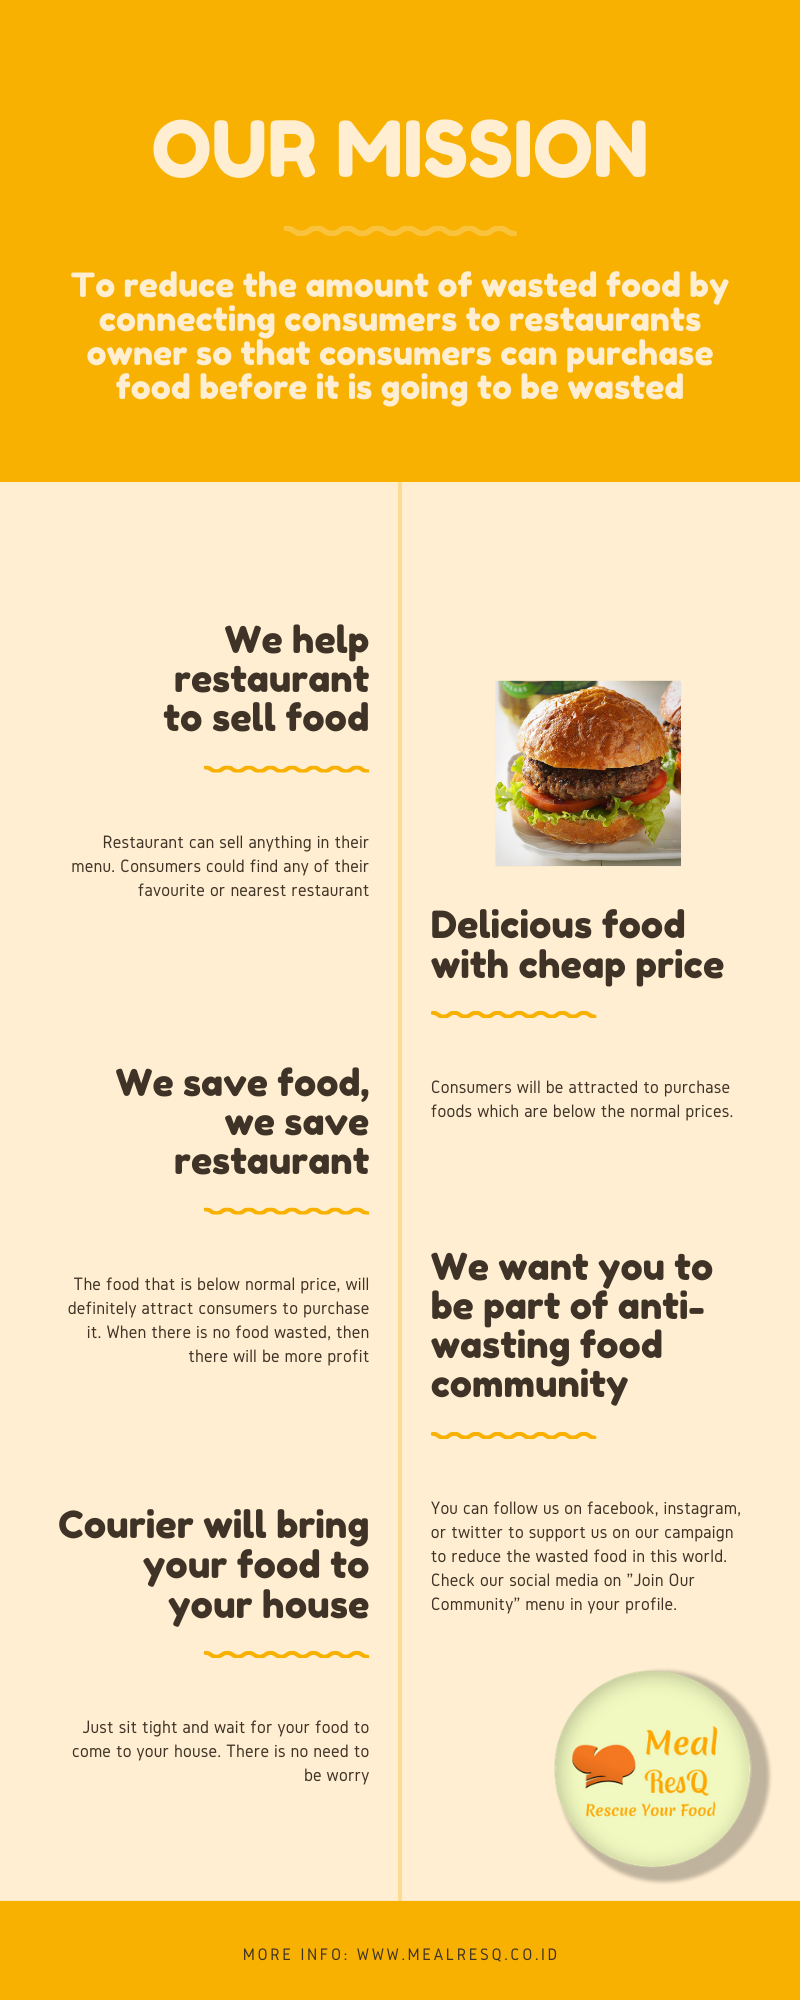 OUR MISSION
To reduce the amount of wasted food by
connecting consumers to restaurants
owner so that consumers can purchase
food before it is going to be wasted
We help
restaurant
to sell food
Restaurant can sell anything in their
menu. Consumers could find any of their
favourite or nearest restaurant
Delicious food
with cheap price
Consumers will be attracted to purchase
foods which are below the normal prices.
We save food,
we save
restaurant
The food that is below normal price, will
definitely attract consumers to purchase
it. When there is no food wasted, then
there will be more profit
We want you to
be part of anti-
wasting food
community
You can follow us on facebook, instagram,
or twitter to support us on our campaign
to reduce the wasted food in this world.
Check our social media on "Join Our
Community" menu in your profile.
Courier will bring
your food to
your house
Just sit tight and wait for your food to
come to your house. There is no need to
be worry
Meal
ResQ
Rescue Your Food
MORE INFO: WWW.MEALRESQ.CO.ID